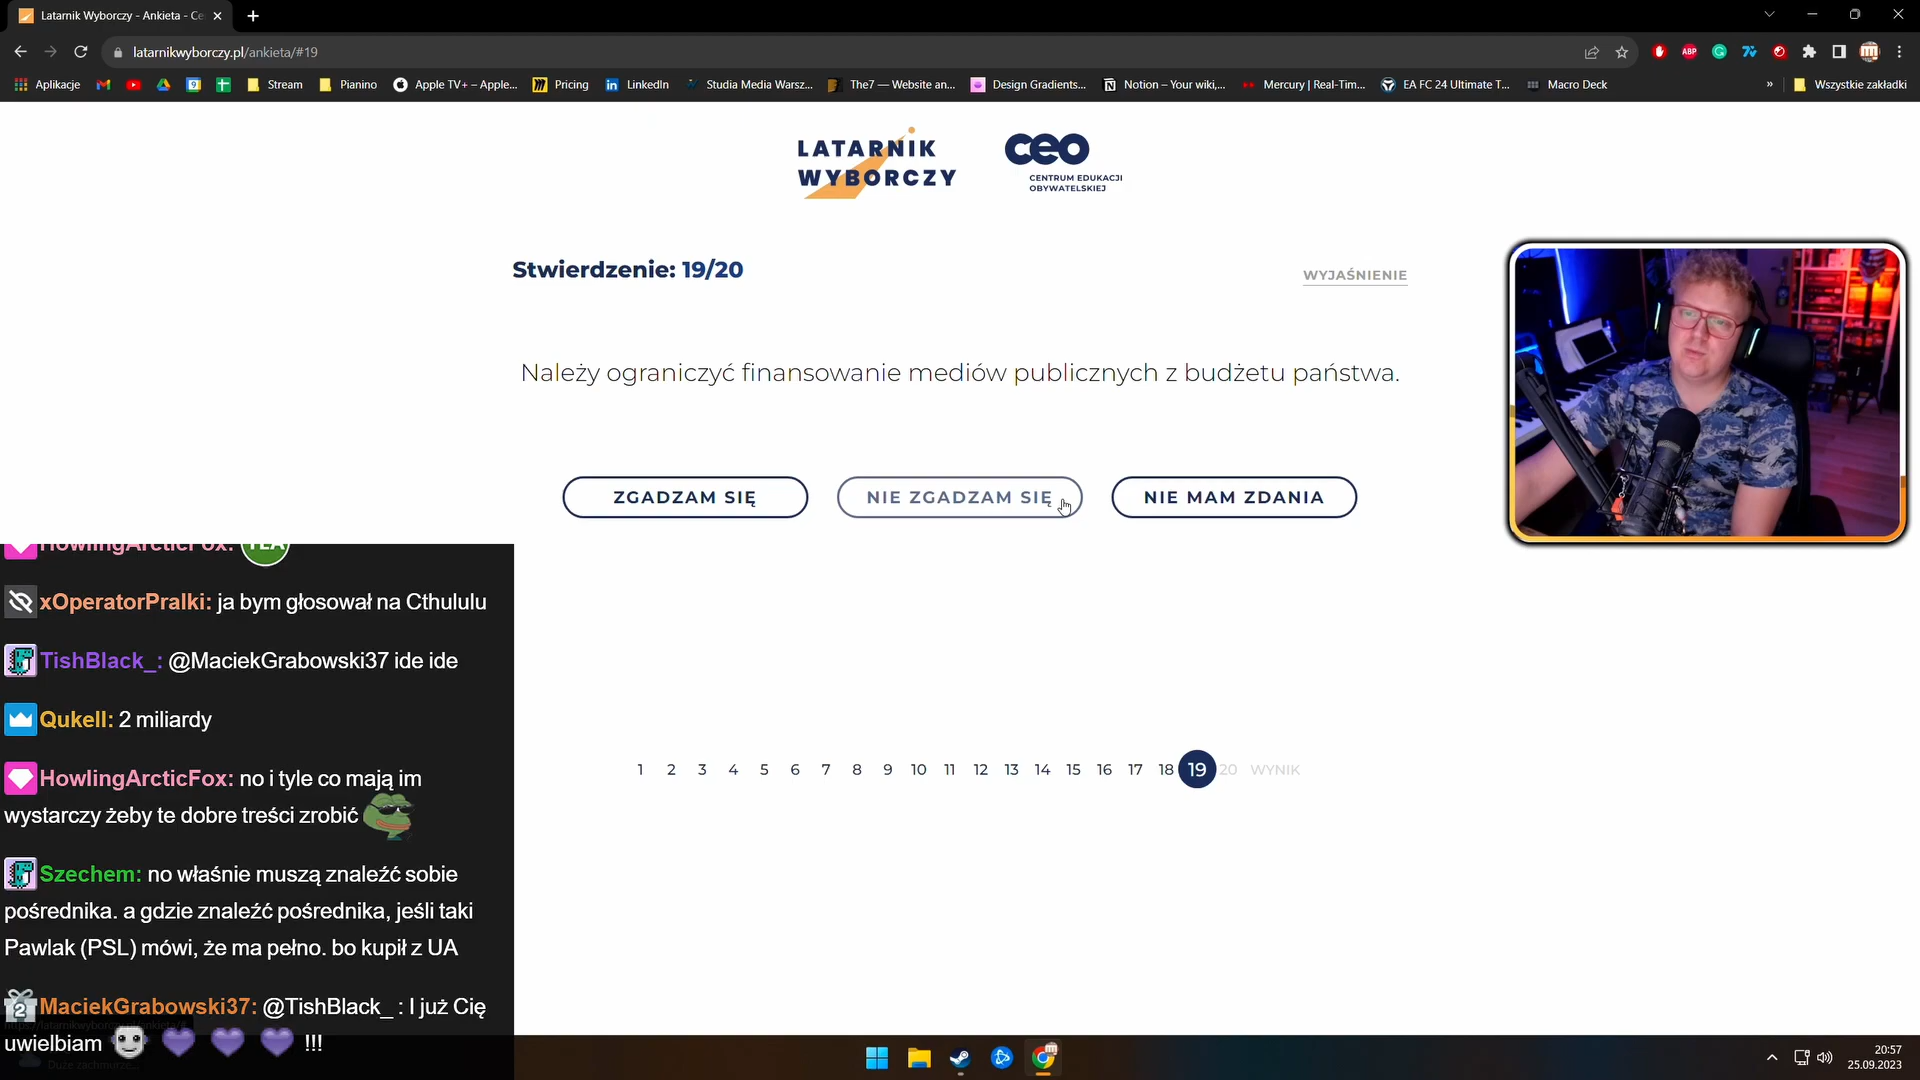 Latarnik Wyborczy - Ankieta - Ce
latarnikwyborczy.pl/ankieta/#19
Aplikacje
Stream
Pianino
Apple TV+ – Apple...
Pricing
LinkedIn
Studia Media Warsz...
The7 — Website an...
Design Gradients...
Notion – Your wiki,...
Mercury | Real-Tim...
EA FC 24 Ultimate T...
Macro Deck
»
Wszystkie zakładki
LATARNIK
WYBORCZY
ceo
CENTRUM EDUKACJI
OBYWATELSKIEJ
Stwierdzenie: 19/20
WYJAŚNIENIE
Należy ograniczyć finansowanie mediów publicznych z budżetu państwa.
ZGADZAM SIĘ
NIE ZGADZAM SIĘ
NIE MAM ZDANIA
HowlingArcticFox: TEA
xOperatorPralki: ja bym głosował na Cthululu
TishBlack_: @MaciekGrabowski37 ide ide
Qukell: 2 miliardy
HowlingArcticFox: no i tyle co mają im
wystarczy żeby te dobre treści zrobić
Szechem: no właśnie muszą znaleźć sobie
pośrednika. a gdzie znaleźć pośrednika, jeśli taki
Pawlak (PSL) mówi, że ma pełno. bo kupił z UA
2 MaciekGrabowski37: @TishBlack_ : I już Cię
uwielbiam !!!
1 2 3 4 5 6 7 8 9 10 11 12 13 14 15 16 17 18 19 20 WYNIK
Duże zachmurze...
20:57
25.09.2023